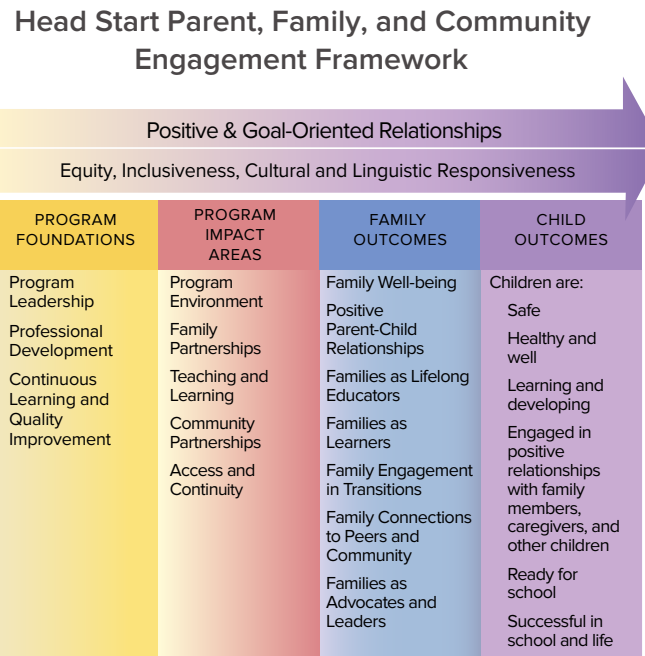 Head Start Parent, Family, and Community
Engagement Framework
Positive & Goal-Oriented Relationships
Equity, Inclusiveness, Cultural and Linguistic Responsiveness
PROGRAM
FOUNDATIONS
Program
Leadership
Professional
Development
Continuous
Learning and
Quality
Improvement
PROGRAM
IMPACT
AREAS
Program
Environment
Family
Partnerships
Teaching and
Learning
Community
Partnerships
Access and
Continuity
FAMILY
OUTCOMES
Family Well-being
Positive
Parent-Child
Relationships
Families as Lifelong
Educators
Families as
Learners
Family Engagement
in Transitions
Family Connections
to Peers and
Community
Families as
Advocates and
Leaders
CHILD
OUTCOMES
Children are:
Safe
Healthy and
well
Learning and
developing
Engaged in
positive
relationships
with family
members,
caregivers, and
other children
Ready for
school
Successful in
school and life